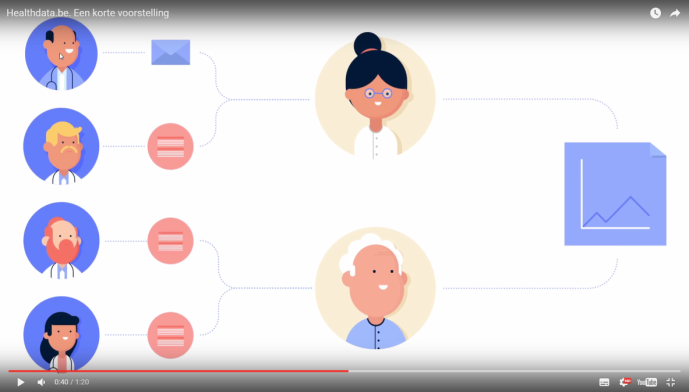 Healthdata.be, Een korte voorstelling
0:40 / 1:20
YouTube